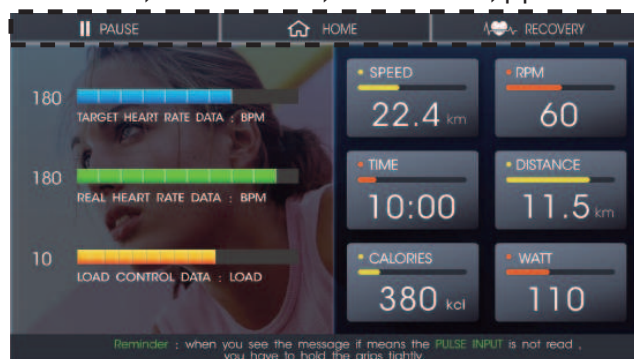 PAUSE
HOME
RECOVERY
180
TARGET HEART RATE DATA : BPM
180
REAL HEART RATE DATA : BPM
10
LOAD CONTROL DATA : LOAD
SPEED
22.4 km
RPM
60
TIME
10:00
DISTANCE
11.5 km
CALORIES
380 kcl
WATT
110
Reminder : when you see the message if means the PULSE INPUT is not read ,
you have to hold the grips tightly